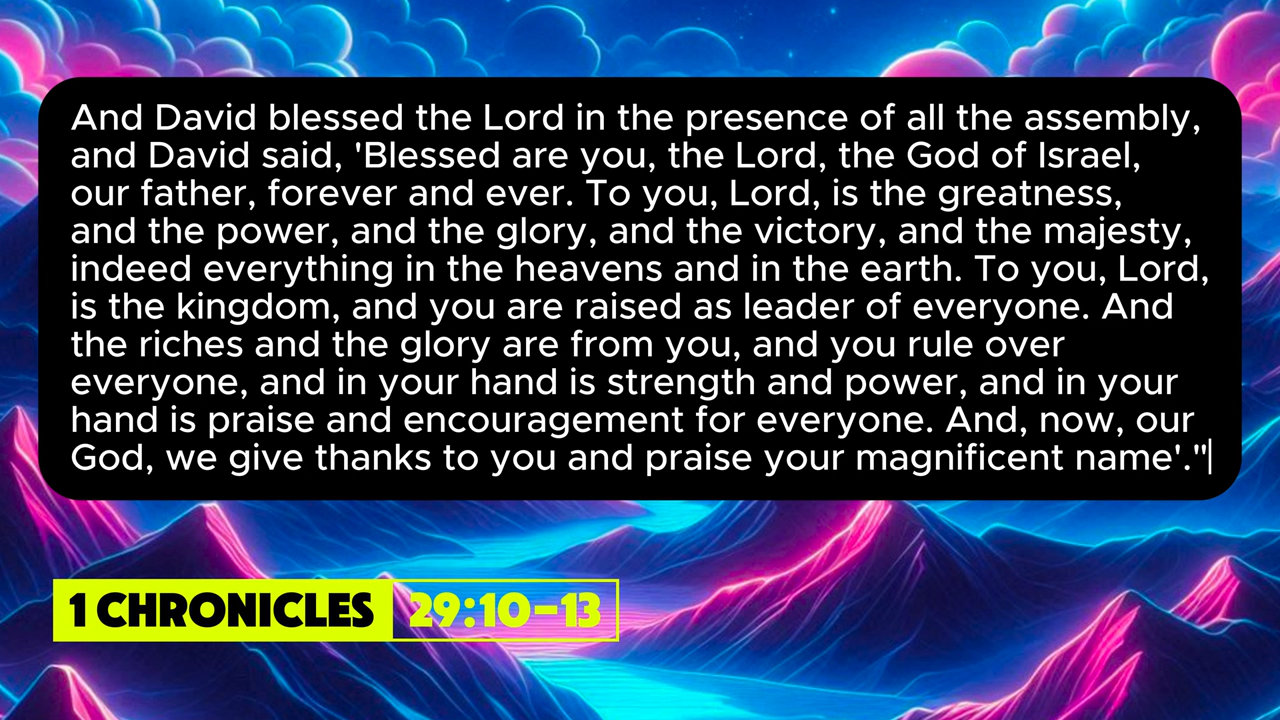 And David blessed the Lord in the presence of all the assembly,
and David said, 'Blessed are you, the Lord, the God of Israel,
our father, forever and ever. To you, Lord, is the greatness,
and the power, and the glory, and the victory, and the majesty,
indeed everything in the heavens and in the earth. To you, Lord,
is the kingdom, and you are raised as leader of everyone. And
the riches and the glory are from you, and you rule over
everyone, and in your hand is strength and power, and in your
hand is praise and encouragement for everyone. And, now, our
God, we give thanks to you and praise your magnificent name'."|
1 CHRONICLES 29:10-13